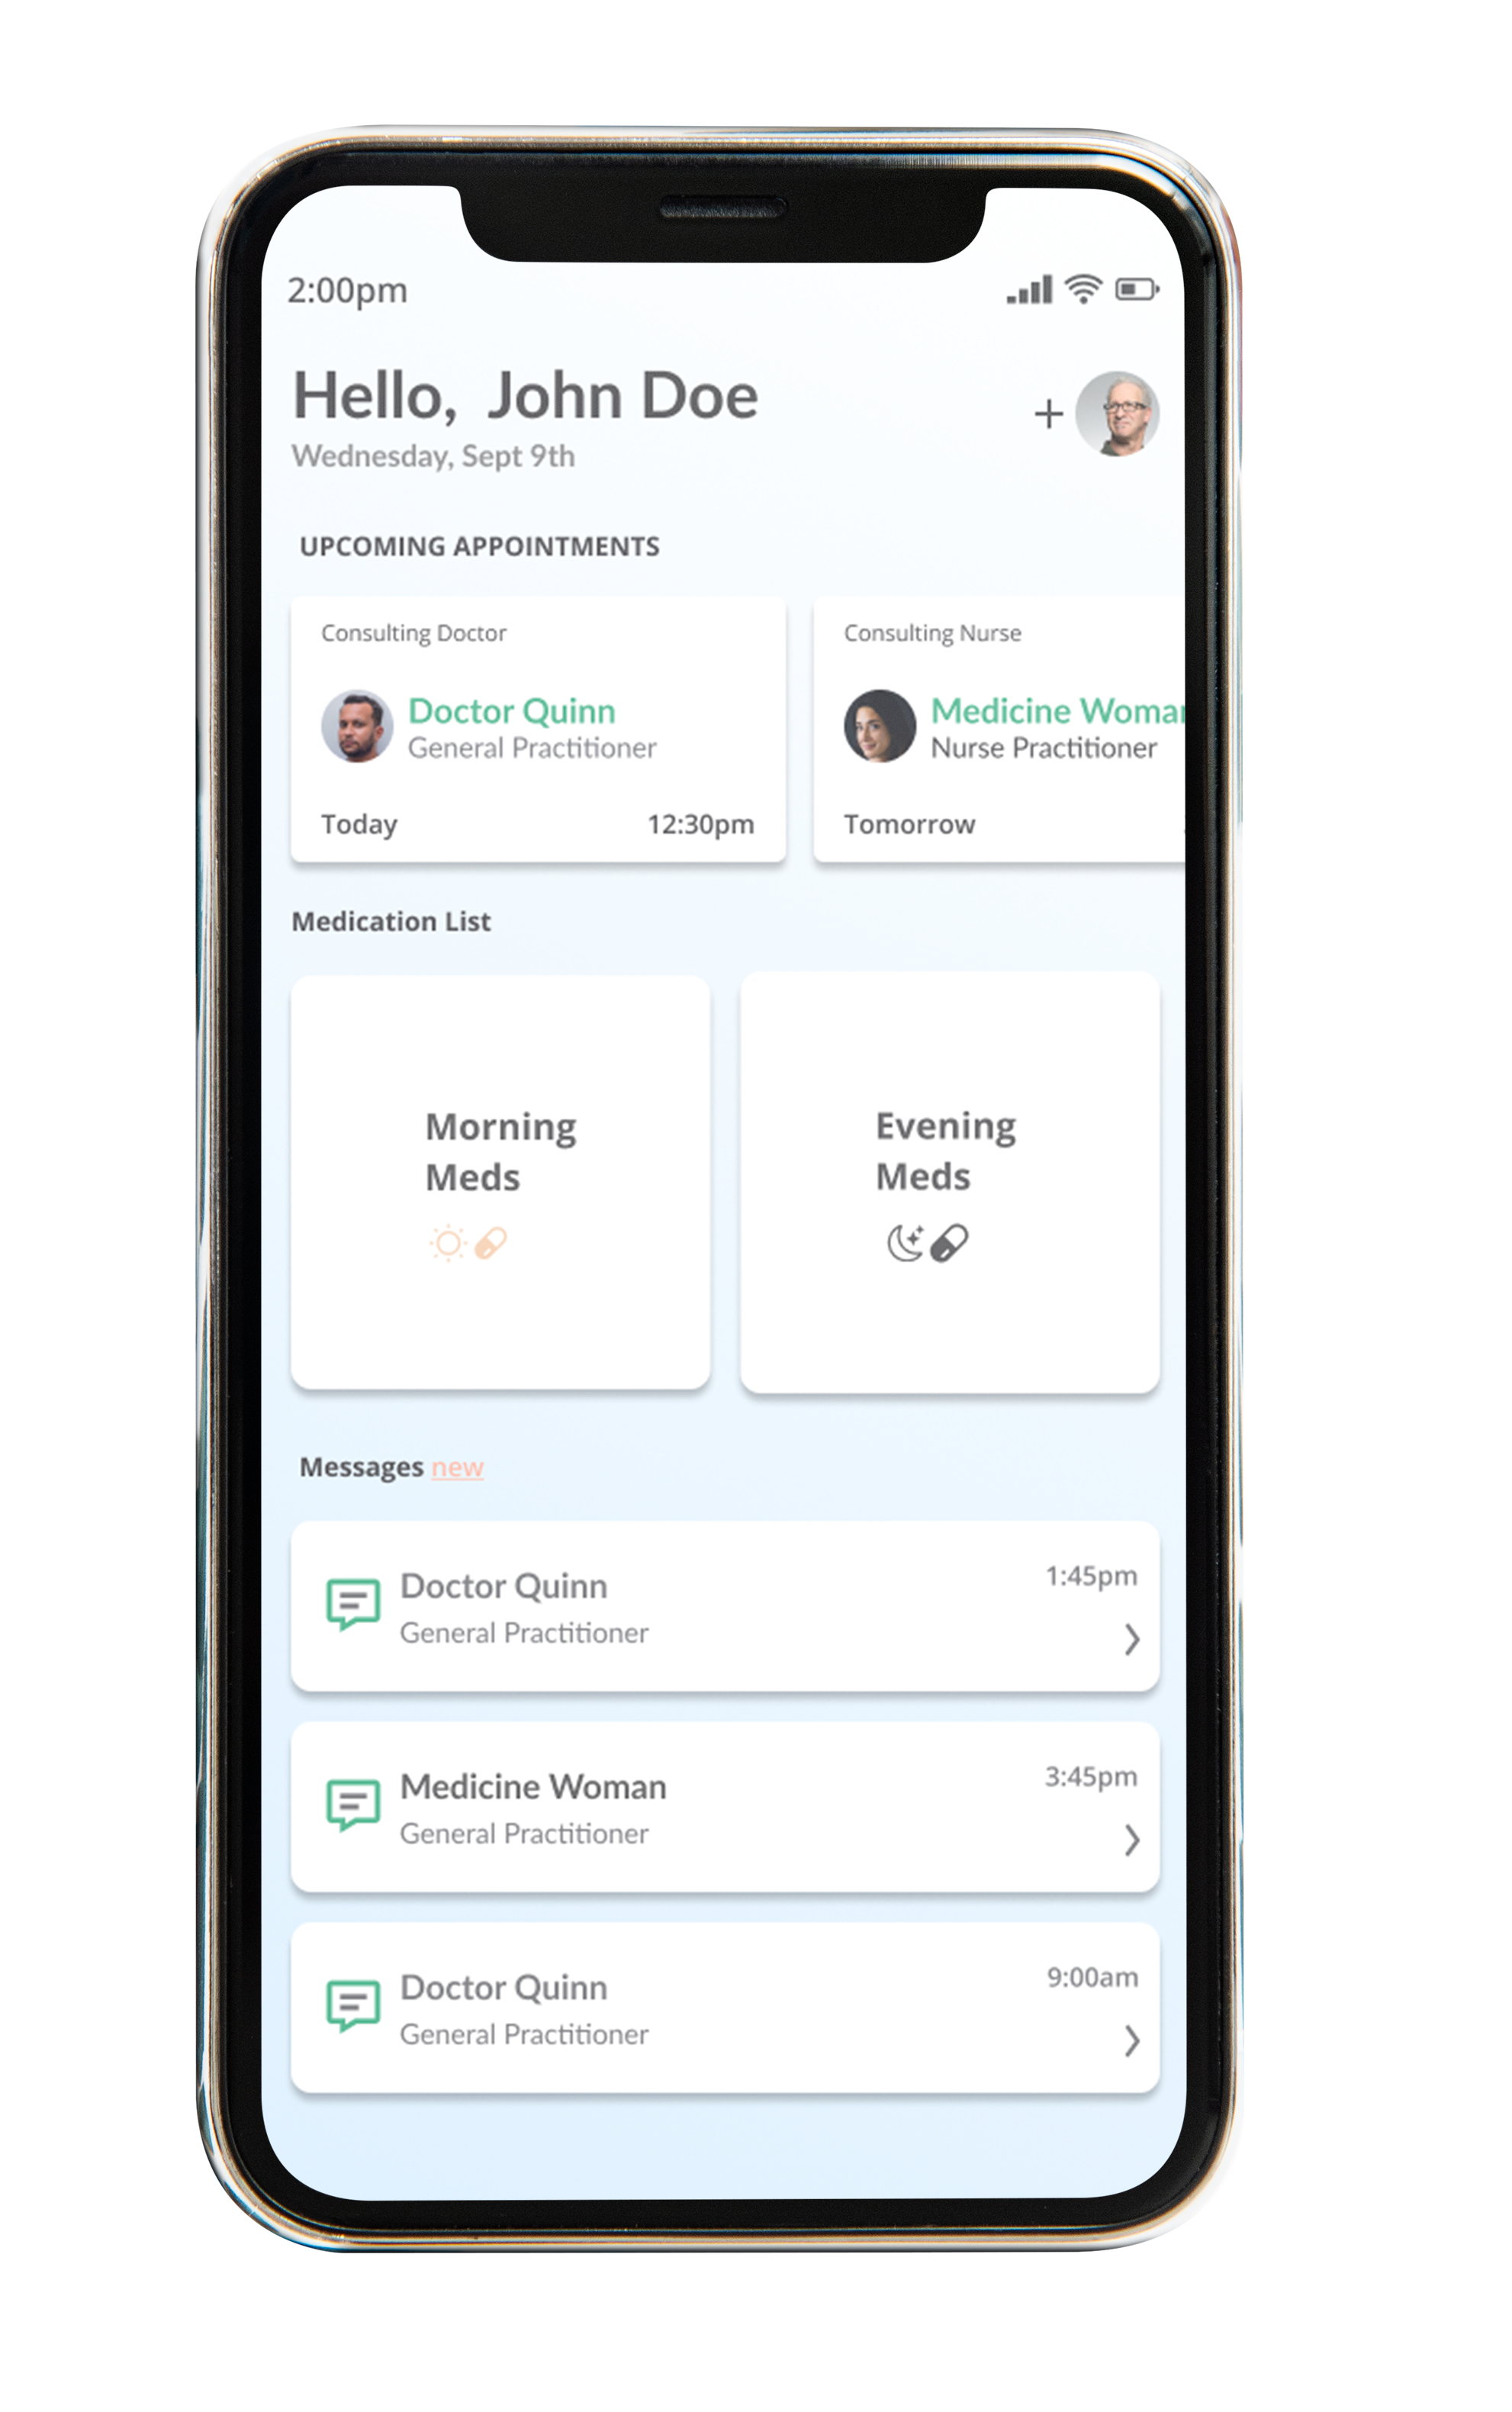 2:00pm
Hello, John Doe
Wednesday, Sept 9th
UPCOMING APPOINTMENTS
Consulting Doctor
Doctor Quinn
General Practitioner
Today 12:30pm
Consulting Nurse
Medicine Woman
Nurse Practitioner
Tomorrow
Medication List
Morning
Meds
Evening
Meds
Messages new
Doctor Quinn
General Practitioner
1:45pm
Medicine Woman
General Practitioner
3:45pm
Doctor Quinn
General Practitioner
9:00am